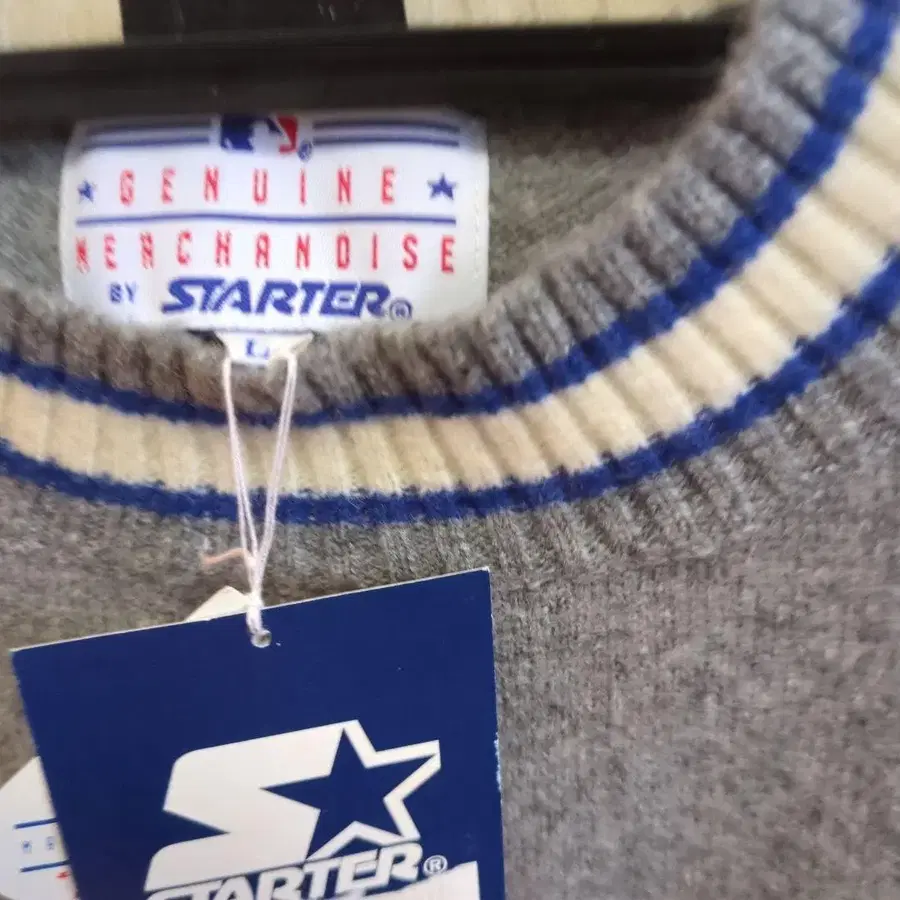 GENUINE
MERCHANDISE
BY STARTER®
L
STARTER®